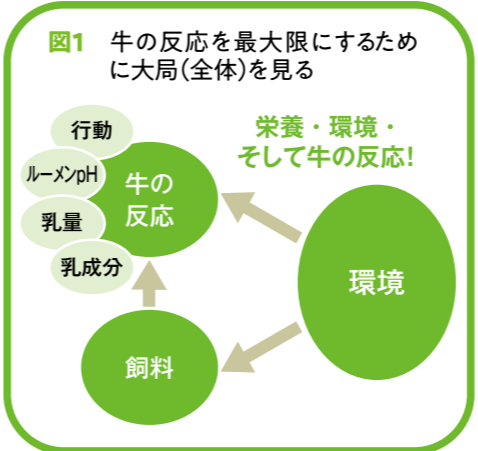 図1 牛の反応を最大限にするため
に大局(全体)を見る
栄養・環境・
そして牛の反応!
行動
ルーメンpH
乳量
乳成分
牛の
反応
環境
飼料